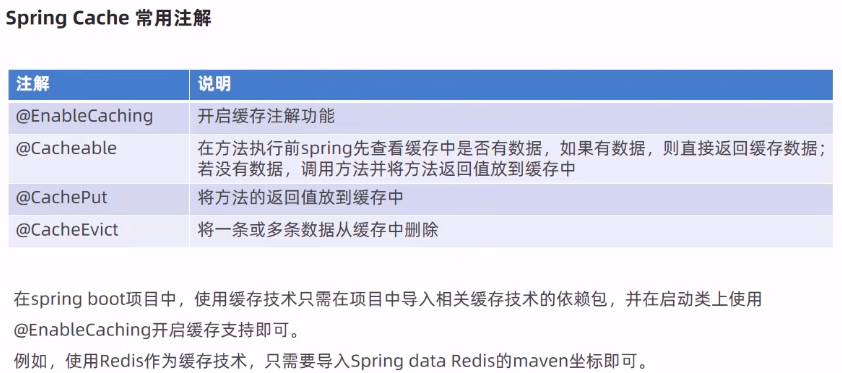 Spring Cache 常用注解
注解 说明
@EnableCaching 开启缓存注解功能
@Cacheable 在方法执行前spring先查看缓存中是否有数据，如果有数据，则直接返回缓存数据；
若没有数据，调用方法并将方法返回值放到缓存中
@CachePut 将方法的返回值放到缓存中
@CacheEvict 将一条或多条数据从缓存中删除
在spring boot项目中，使用缓存技术只需在项目中导入相关缓存技术的依赖包，并在启动类上使用
@EnableCaching开启缓存支持即可。
例如，使用Redis作为缓存技术，只需要导入Spring data Redis的maven坐标即可。